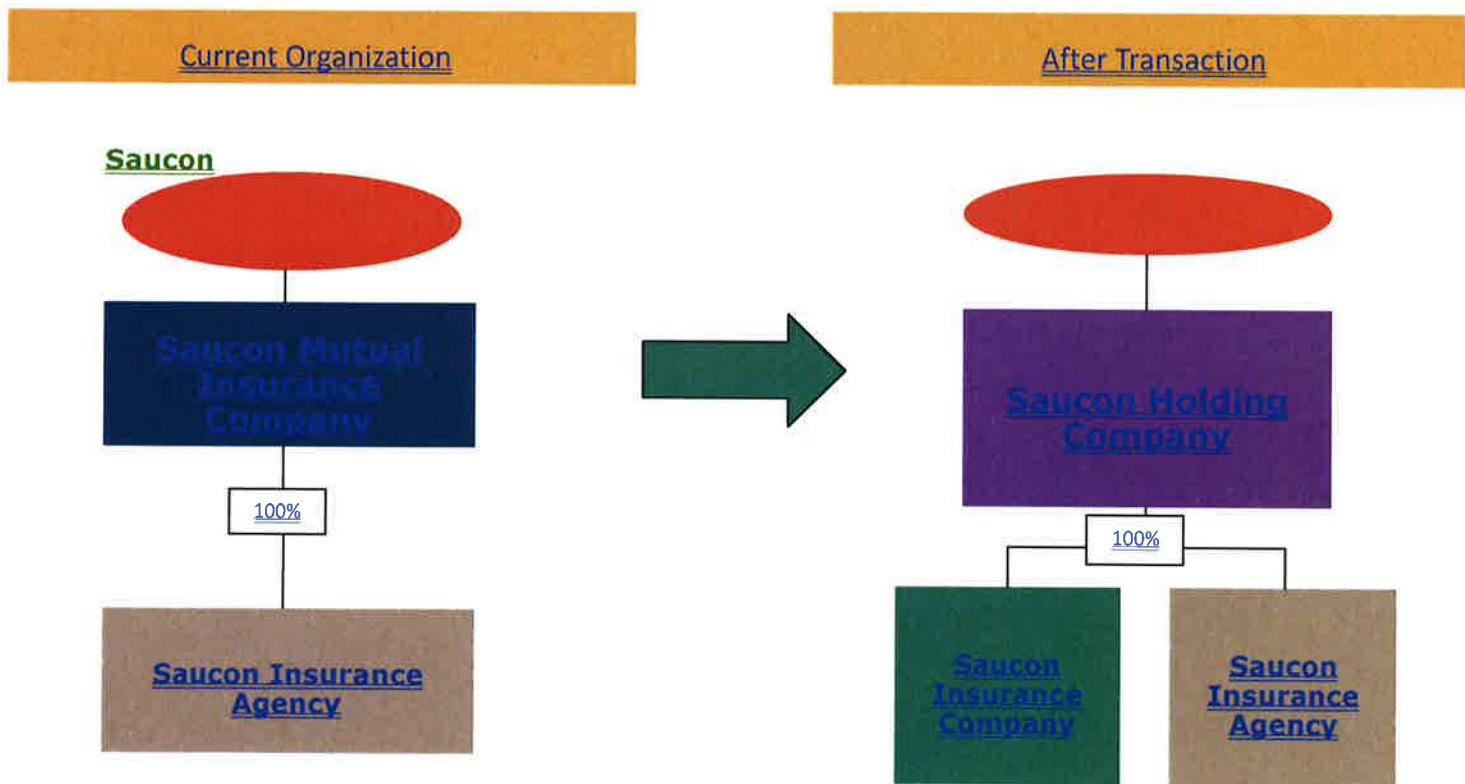 Current Organization
After Transaction
Saucon
Saucon Mutual
Insurance
Company
100%
Saucon Insurance
Agency
Saucon Holding
Company
100%
Saucon
Insurance
Company
Saucon
Insurance
Agency